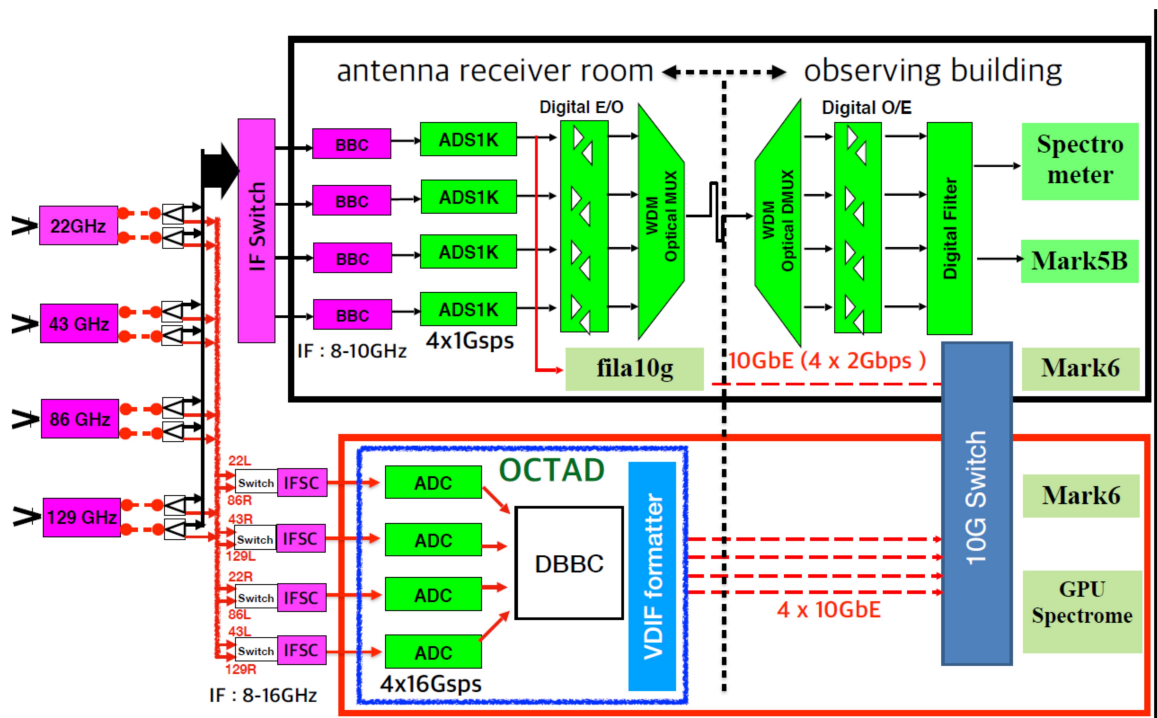 antenna receiver room
observing building
Digital E/O
Digital O/E
IF Switch
BBC
ADS1K
BBC
ADS1K
BBC
ADS1K
BBC
ADS1K
IF : 8-10GHz
4x1Gsps
WDM
Optical MUX
WDM
Optical DMUX
Digital Filter
Spectro
meter
Mark5B
fila10g
10GbE (4 x 2Gbps )
Mark6
22GHz
43 GHz
86 GHz
129 GHz
22L
Switch
IFSC
86R
43R
Switch
IFSC
129L
22R
Switch
IFSC
86L
43L
Switch
IFSC
129R
IF : 8-16GHz
OCTAD
ADC
ADC
ADC
ADC
4x16Gsps
DBBC
VDIF formatter
4 x 10GbE
10G Switch
Mark6
GPU
Spectrome